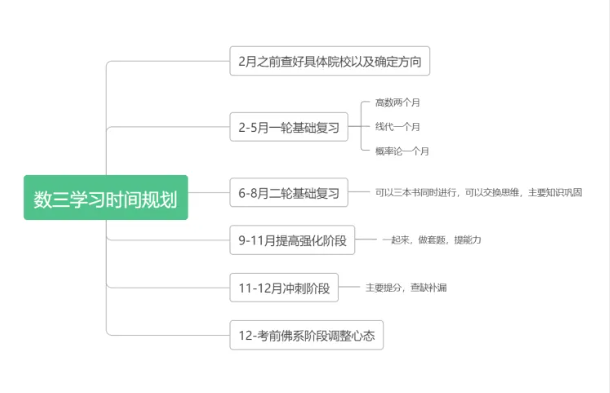 数三学习时间规划
2月之前查好具体院校以及确定方向
2-5月一轮基础复习
高数两个月
线代一个月
概率论一个月
6-8月二轮基础复习
可以三本书同时进行，可以交换思维，主要知识巩固
9-11月提高强化阶段
一起来，做套题，提能力
11-12月冲刺阶段
主要提分，查缺补漏
12-考前佛系阶段调整心态